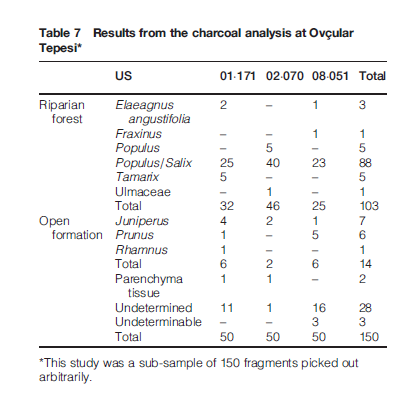 Table 7 Results from the charcoal analysis at Ovçular
Tepesi*
US 01·171 02·070 08·051 Total
Riparian Elaeagnus 2 – 1 3
forest angustifolia
Fraxinus – – 1 1
Populus – 5 – 5
Populus/Salix 25 40 23 88
Tamarix 5 – – 5
Ulmaceae – 1 – 1
Total 32 46 25 103
Open Juniperus 4 2 1 7
formation Prunus 1 – 5 6
Rhamnus 1 – – 1
Total 6 2 6 14
Parenchyma 1 1 – 2
tissue
Undetermined 11 1 16 28
Undeterminable – – 3 3
Total 50 50 50 150
*This study was a sub-sample of 150 fragments picked out
arbitrarily.